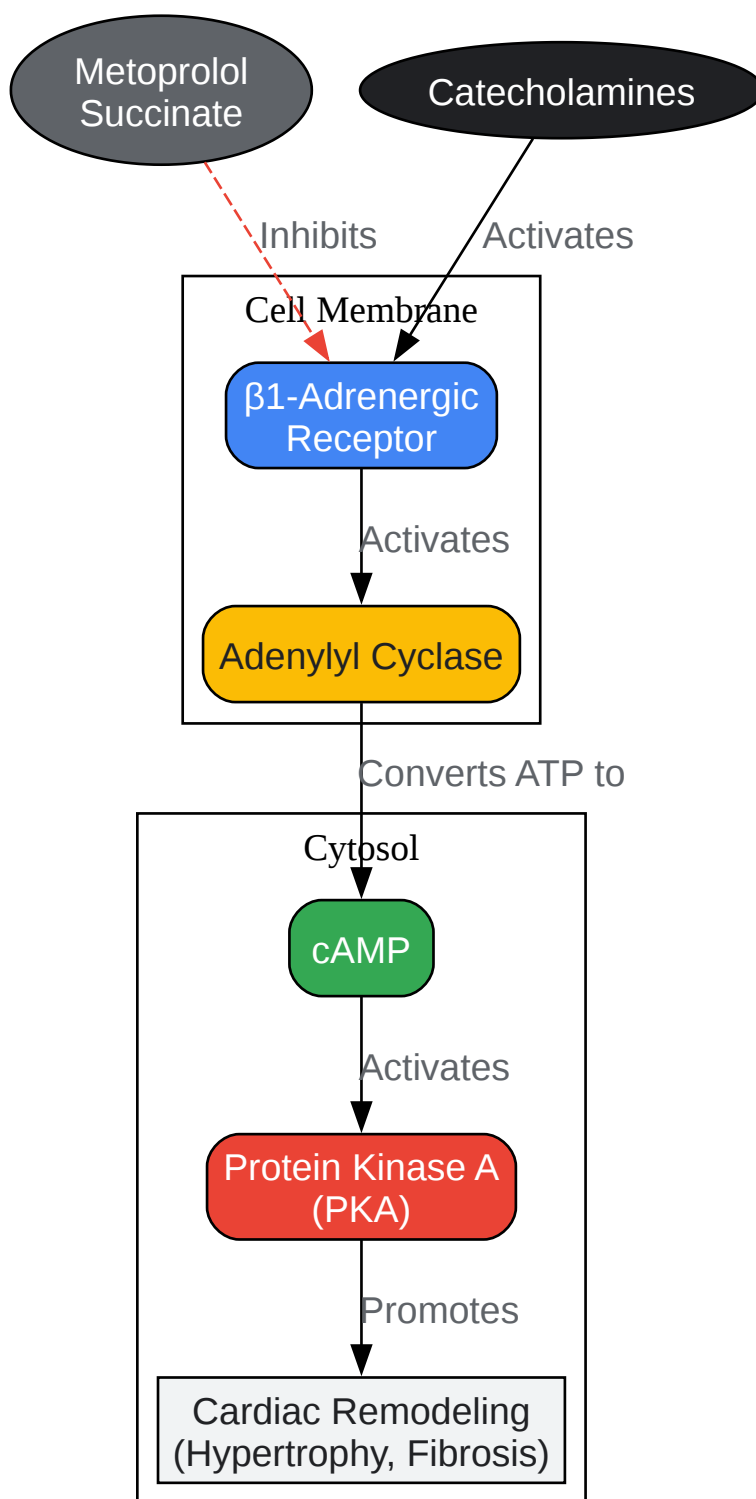 Metoprolol
Succinate
Catecholamines
Inhibits
Activates
Cell Membrane
β1-Adrenergic
Receptor
Activates
Adenylyl Cyclase
Converts ATP to
Cytosol
cAMP
Activates
Protein Kinase A
(PKA)
Promotes
Cardiac Remodeling
(Hypertrophy, Fibrosis)